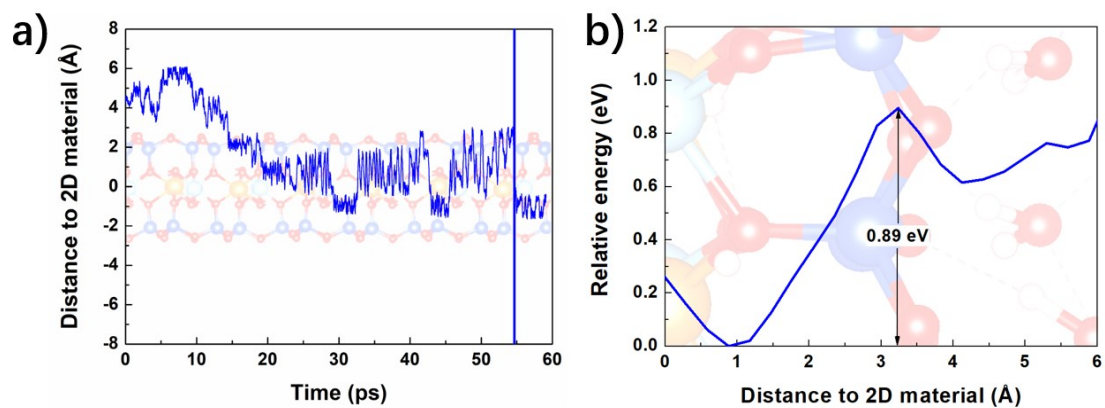 a)
8
6
4
2
0
-2
-4
-6
-8
Distance to 2D material (Å)
0 10 20 30 40 50 60
Time (ps)
b)
1.2
1.0
0.8
0.6
0.4
0.2
0.0
Relative energy (eV)
0.89 eV
0 1 2 3 4 5 6
Distance to 2D material (Å)